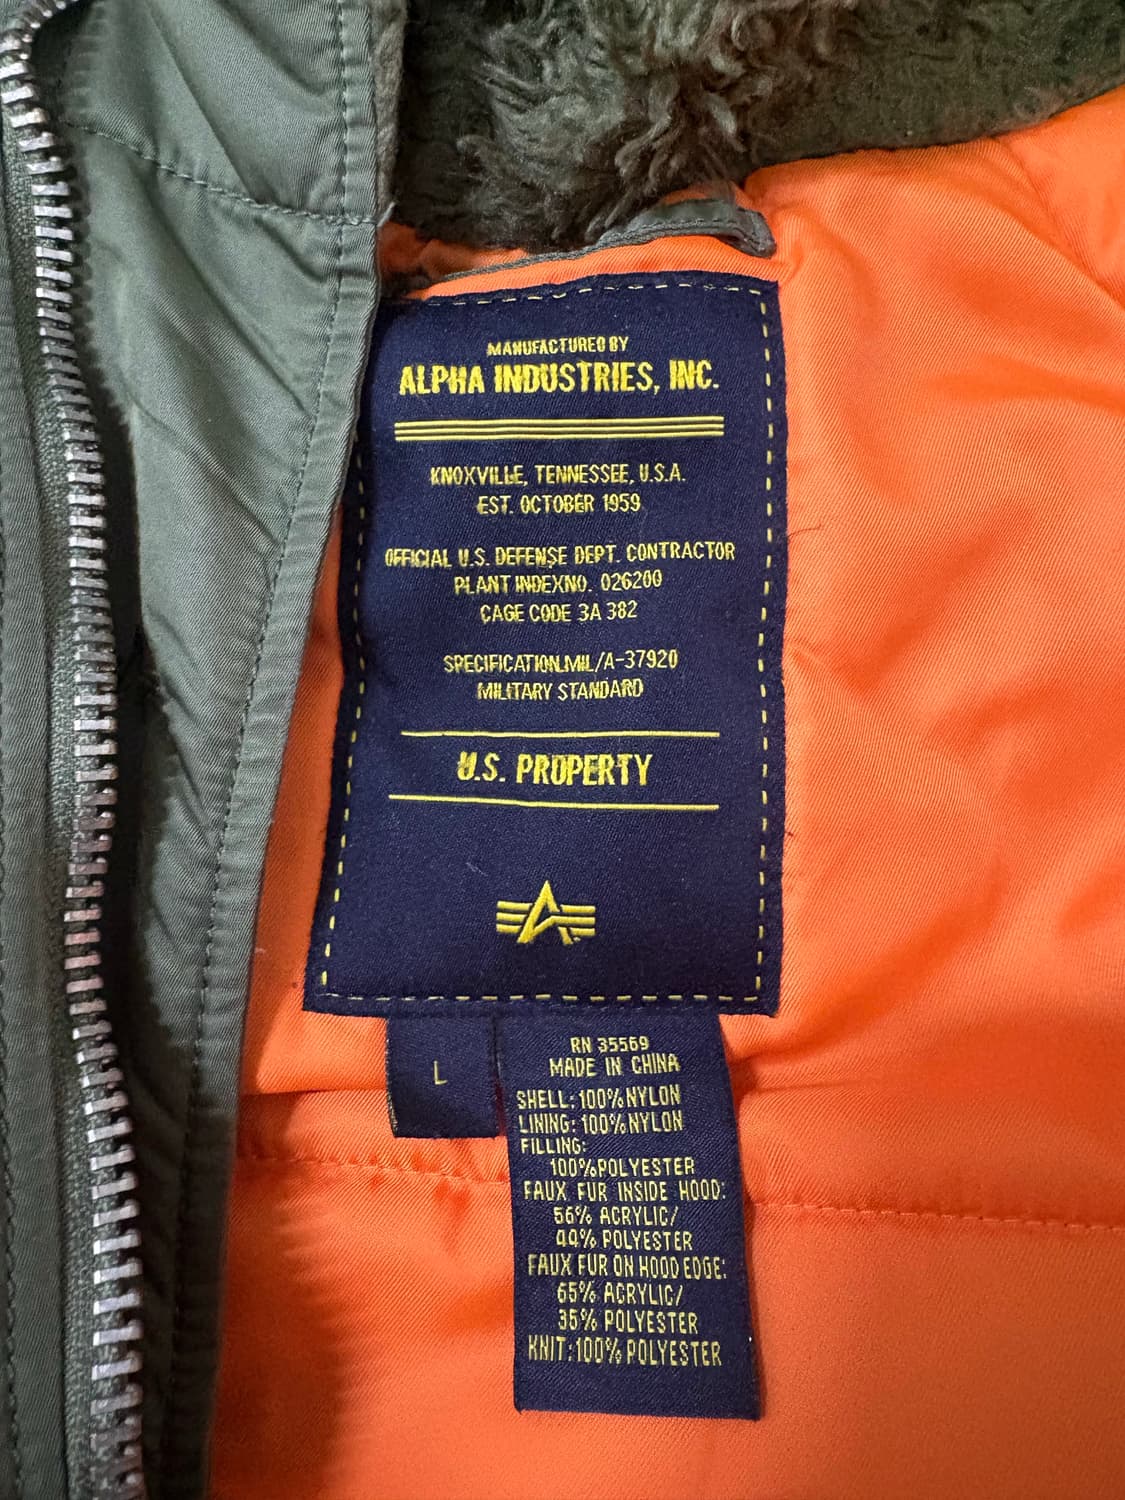 MANUFACTURED BY
ALPHA INDUSTRIES, INC.
KNOXVILLE, TENNESSEE, U.S.A.
EST. OCTOBER 1959
OFFICIAL U.S. DEFENSE DEPT. CONTRACTOR
PLANT INDEXNO. 026200
CAGE CODE 3A 382
SPECIFICATION.MIL/A-37920
MILITARY STANDARD
U.S. PROPERTY
L
RN 35569
MADE IN CHINA
SHELL: 100%NYLON
LINING: 100%NYLON
FILLING:
100%POLYESTER
FAUX FUR INSIDE HOOD:
56% ACRYLIC/
44% POLYESTER
FAUX FUR ON HOOD EDGE:
65% ACRYLIC/
35% POLYESTER
KNIT:100% POLYESTER